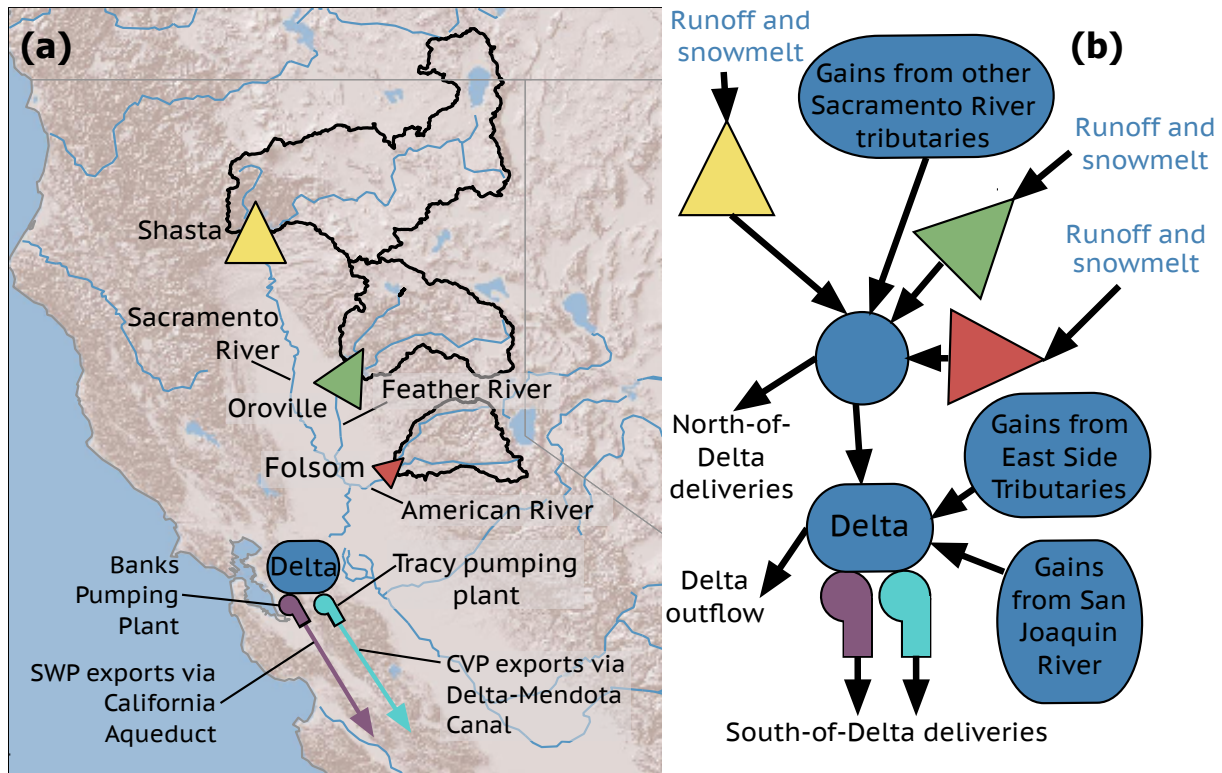 (a)
Shasta
Sacramento
River
Feather River
Oroville
Folsom
American River
Delta
Banks
Pumping
Plant
Tracy pumping
plant
SWP exports via
California
Aqueduct
CVP exports via
Delta-Mendota
Canal
(b)
Runoff and
snowmelt
Gains from other
Sacramento River
tributaries
Runoff and
snowmelt
Runoff and
snowmelt
North-of-
Delta
deliveries
Gains from
East Side
Tributaries
Delta
Delta
outflow
Gains
from San
Joaquin
River
South-of-Delta deliveries